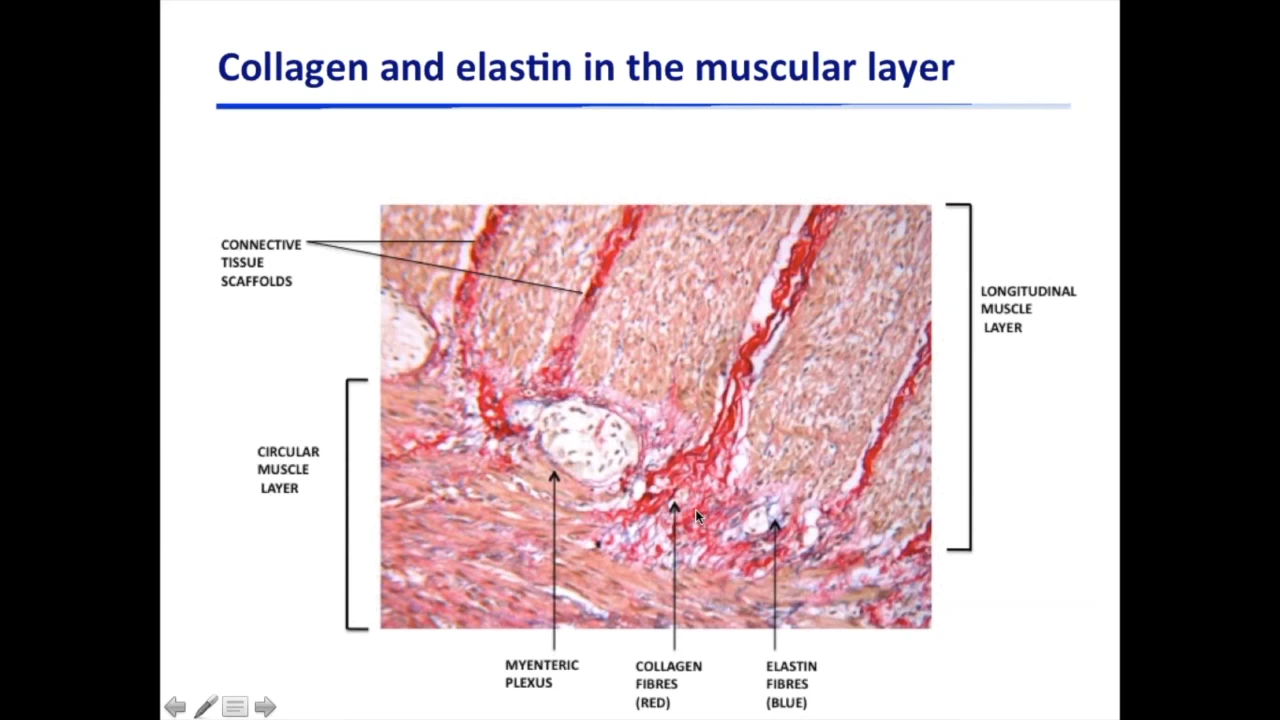 Collagen and elastin in the muscular layer
CONNECTIVE
TISSUE
SCAFFOLDS
LONGITUDINAL
MUSCLE
LAYER
CIRCULAR
MUSCLE
LAYER
MYENTERIC
PLEXUS
COLLAGEN
FIBRES
(RED)
ELASTIN
FIBRES
(BLUE)